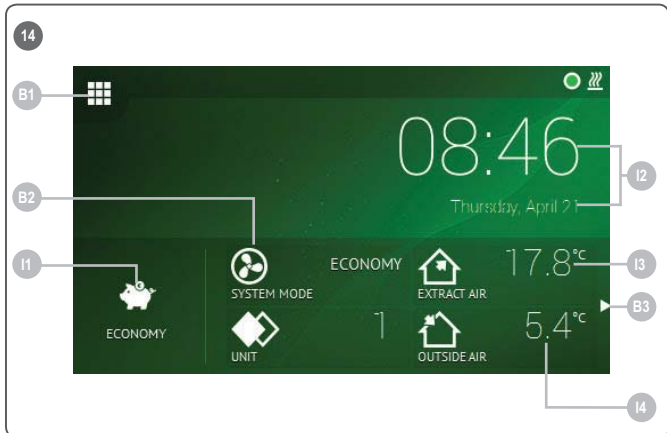 14
B1
08:46
I2
Thursday, April 21
B2
I1
ECONOMY
17.8°C
I3
SYSTEM MODE
EXTRACT AIR
B3
ECONOMY
1
5.4°C
UNIT
OUTSIDE AIR
I4